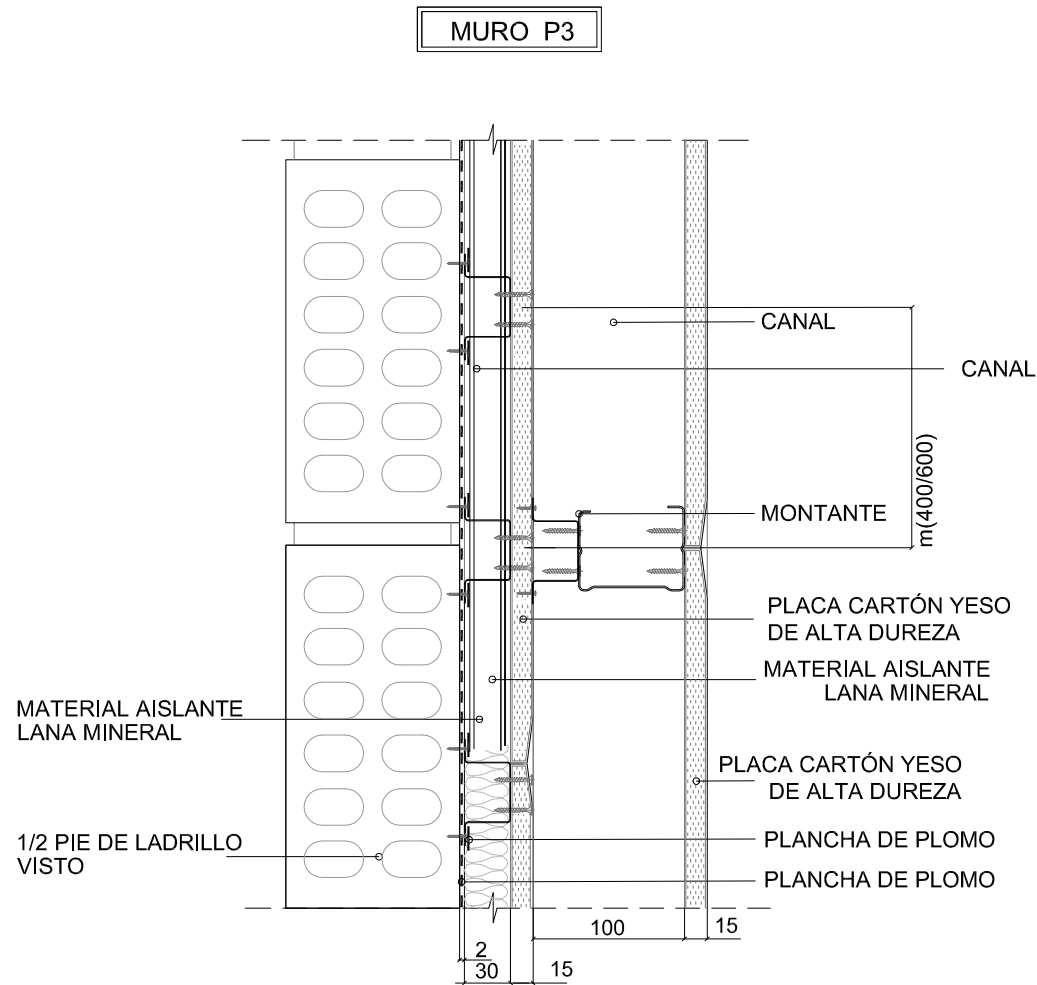 MURO P3
CANAL
CANAL
m(400/600)
MONTANTE
PLACA CARTÓN YESO
DE ALTA DUREZA
MATERIAL AISLANTE
LANA MINERAL
MATERIAL AISLANTE
LANA MINERAL
PLACA CARTÓN YESO
DE ALTA DUREZA
1/2 PIE DE LADRILLO
VISTO
PLANCHA DE PLOMO
PLANCHA DE PLOMO
100
15
2
30
15